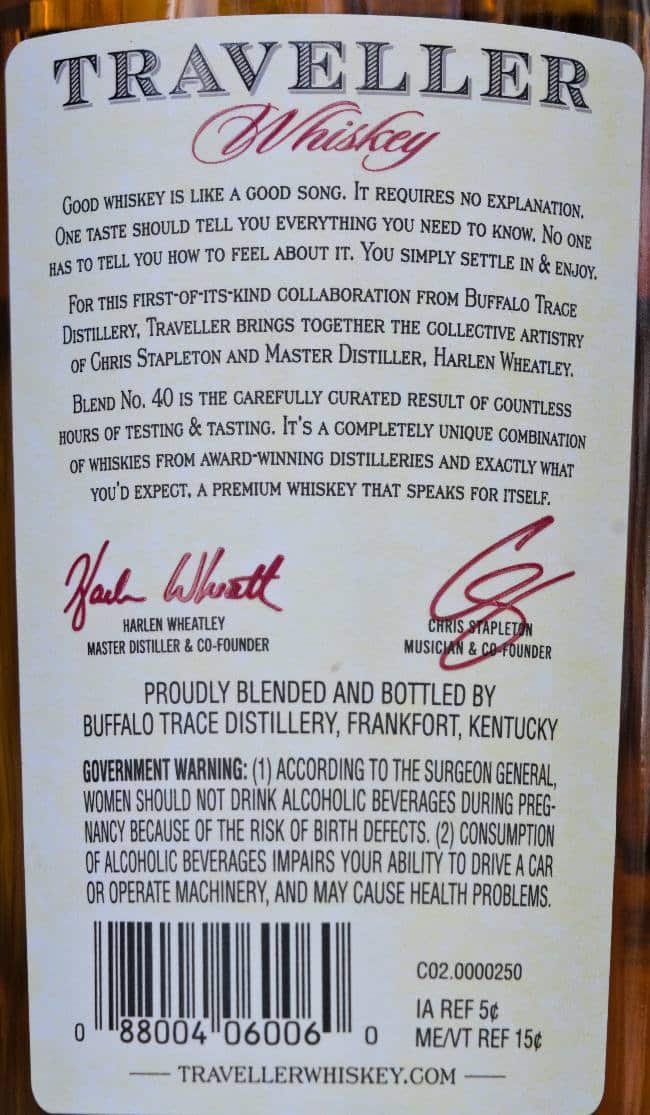 TRAVELLER
Whiskey
GOOD WHISKEY IS LIKE A GOOD SONG. IT REQUIRES NO EXPLANATION.
ONE TASTE SHOULD TELL YOU EVERYTHING YOU NEED TO KNOW. NO ONE
HAS TO TELL YOU HOW TO FEEL ABOUT IT. YOU SIMPLY SETTLE IN & ENJOY.
FOR THIS FIRST-OF-ITS-KIND COLLABORATION FROM BUFFALO TRACE
DISTILLERY, TRAVELLER BRINGS TOGETHER THE COLLECTIVE ARTISTRY
OF CHRIS STAPLETON AND MASTER DISTILLER, HARLEN WHEATLEY.
BLEND NO. 40 IS THE CAREFULLY CURATED RESULT OF COUNTLESS
HOURS OF TESTING & TASTING. IT'S A COMPLETELY UNIQUE COMBINATION
OF WHISKIES FROM AWARD-WINNING DISTILLERIES AND EXACTLY WHAT
YOU'D EXPECT, A PREMIUM WHISKEY THAT SPEAKS FOR ITSELF.
HARLEN WHEATLEY
MASTER DISTILLER & CO-FOUNDER
CHRIS STAPLETON
MUSICIAN & CO-FOUNDER
PROUDLY BLENDED AND BOTTLED BY
BUFFALO TRACE DISTILLERY, FRANKFORT, KENTUCKY
GOVERNMENT WARNING: (1) ACCORDING TO THE SURGEON GENERAL,
WOMEN SHOULD NOT DRINK ALCOHOLIC BEVERAGES DURING PREG-
NANCY BECAUSE OF THE RISK OF BIRTH DEFECTS. (2) CONSUMPTION
OF ALCOHOLIC BEVERAGES IMPAIRS YOUR ABILITY TO DRIVE A CAR
OR OPERATE MACHINERY, AND MAY CAUSE HEALTH PROBLEMS.
0 88004 06006 0
C02.0000250
IA REF 5¢
ME/VT REF 15¢
TRAVELLERWHISKEY.COM